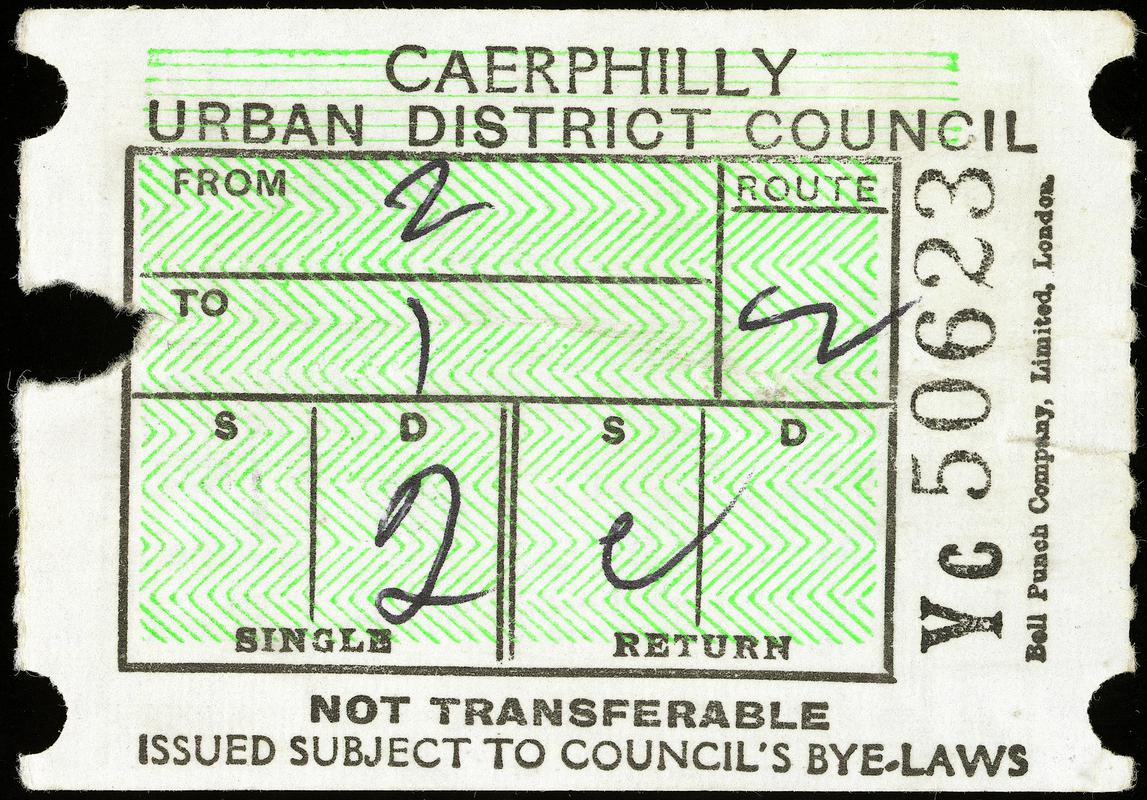 CAERPHILLY
URBAN DISTRICT COUNCIL
FROM 2
ROUTE
TO 1
S D S D
2
SINGLE RETURN
NOT TRANSFERABLE
ISSUED SUBJECT TO COUNCIL'S BYE-LAWS
Yc 50623
Bell Punch Company, Limited, London.